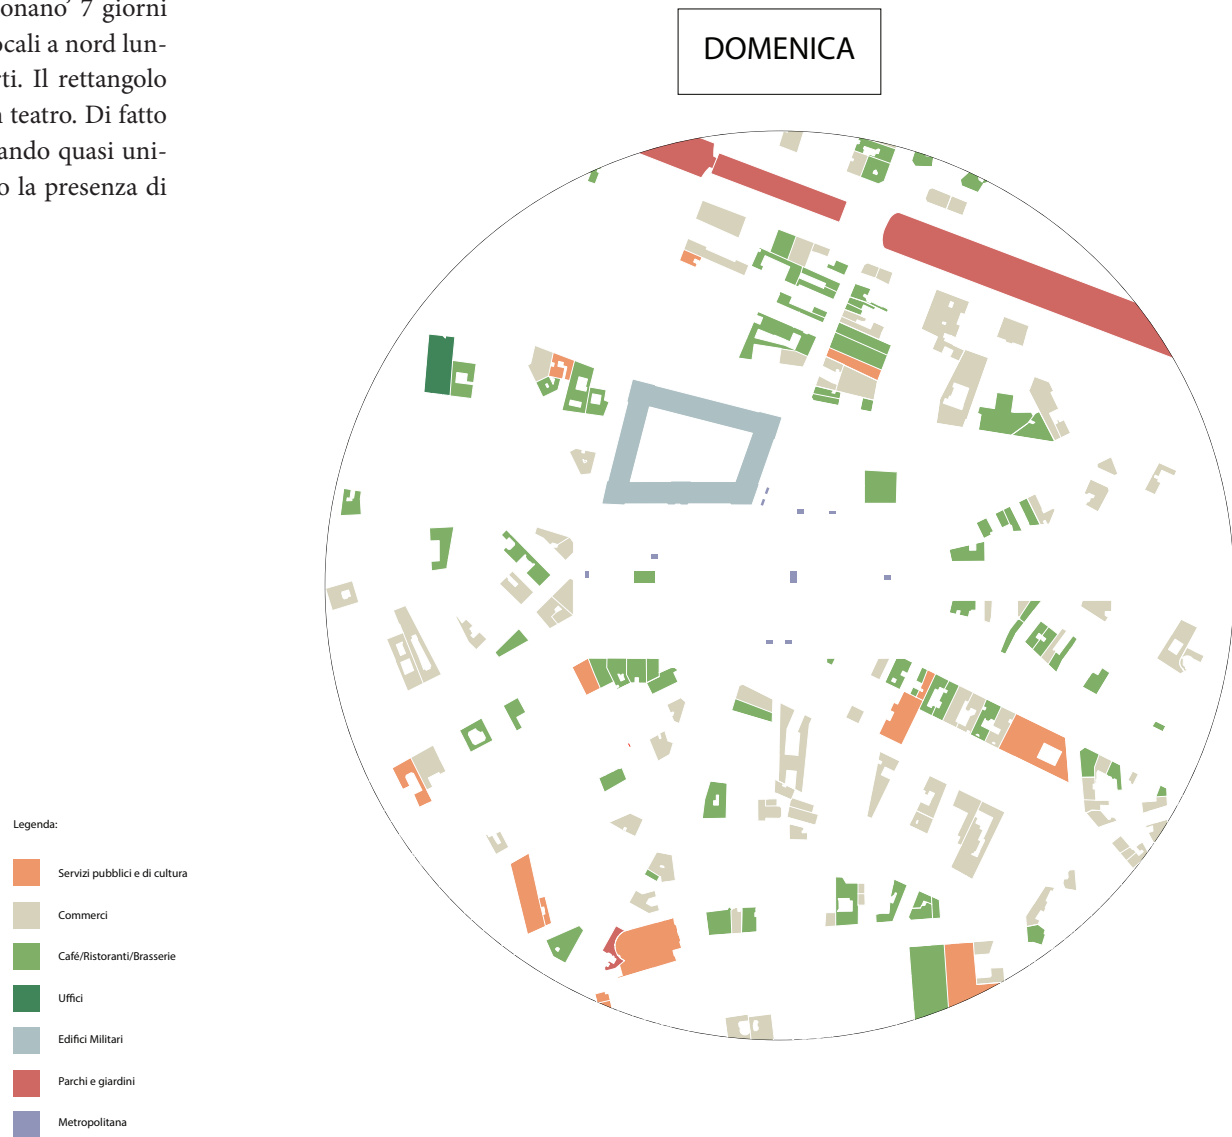 onano’ 7 giorni
ocali a nord lun-
rti. Il rettangolo
n teatro. Di fatto
ando quasi uni-
o la presenza di
DOMENICA
Legenda:
Servizi pubblici e di cultura
Commerci
Café/Ristoranti/Brasserie
Uffici
Edifici Militari
Parchi e giardini
Metropolitana